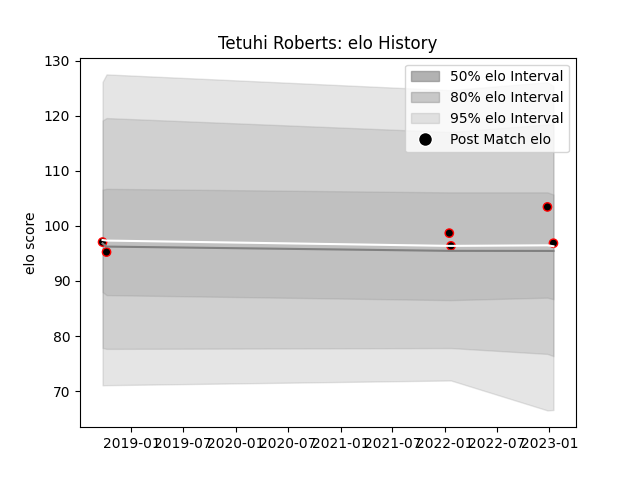 Tetuhi Roberts: elo History
130
120
110
100
90
80
70
elo score
50% elo Interval
80% elo Interval
95% elo Interval
Post Match elo
2019-01 2019-07 2020-01 2020-07 2021-01 2021-07 2022-01 2022-07 2023-01